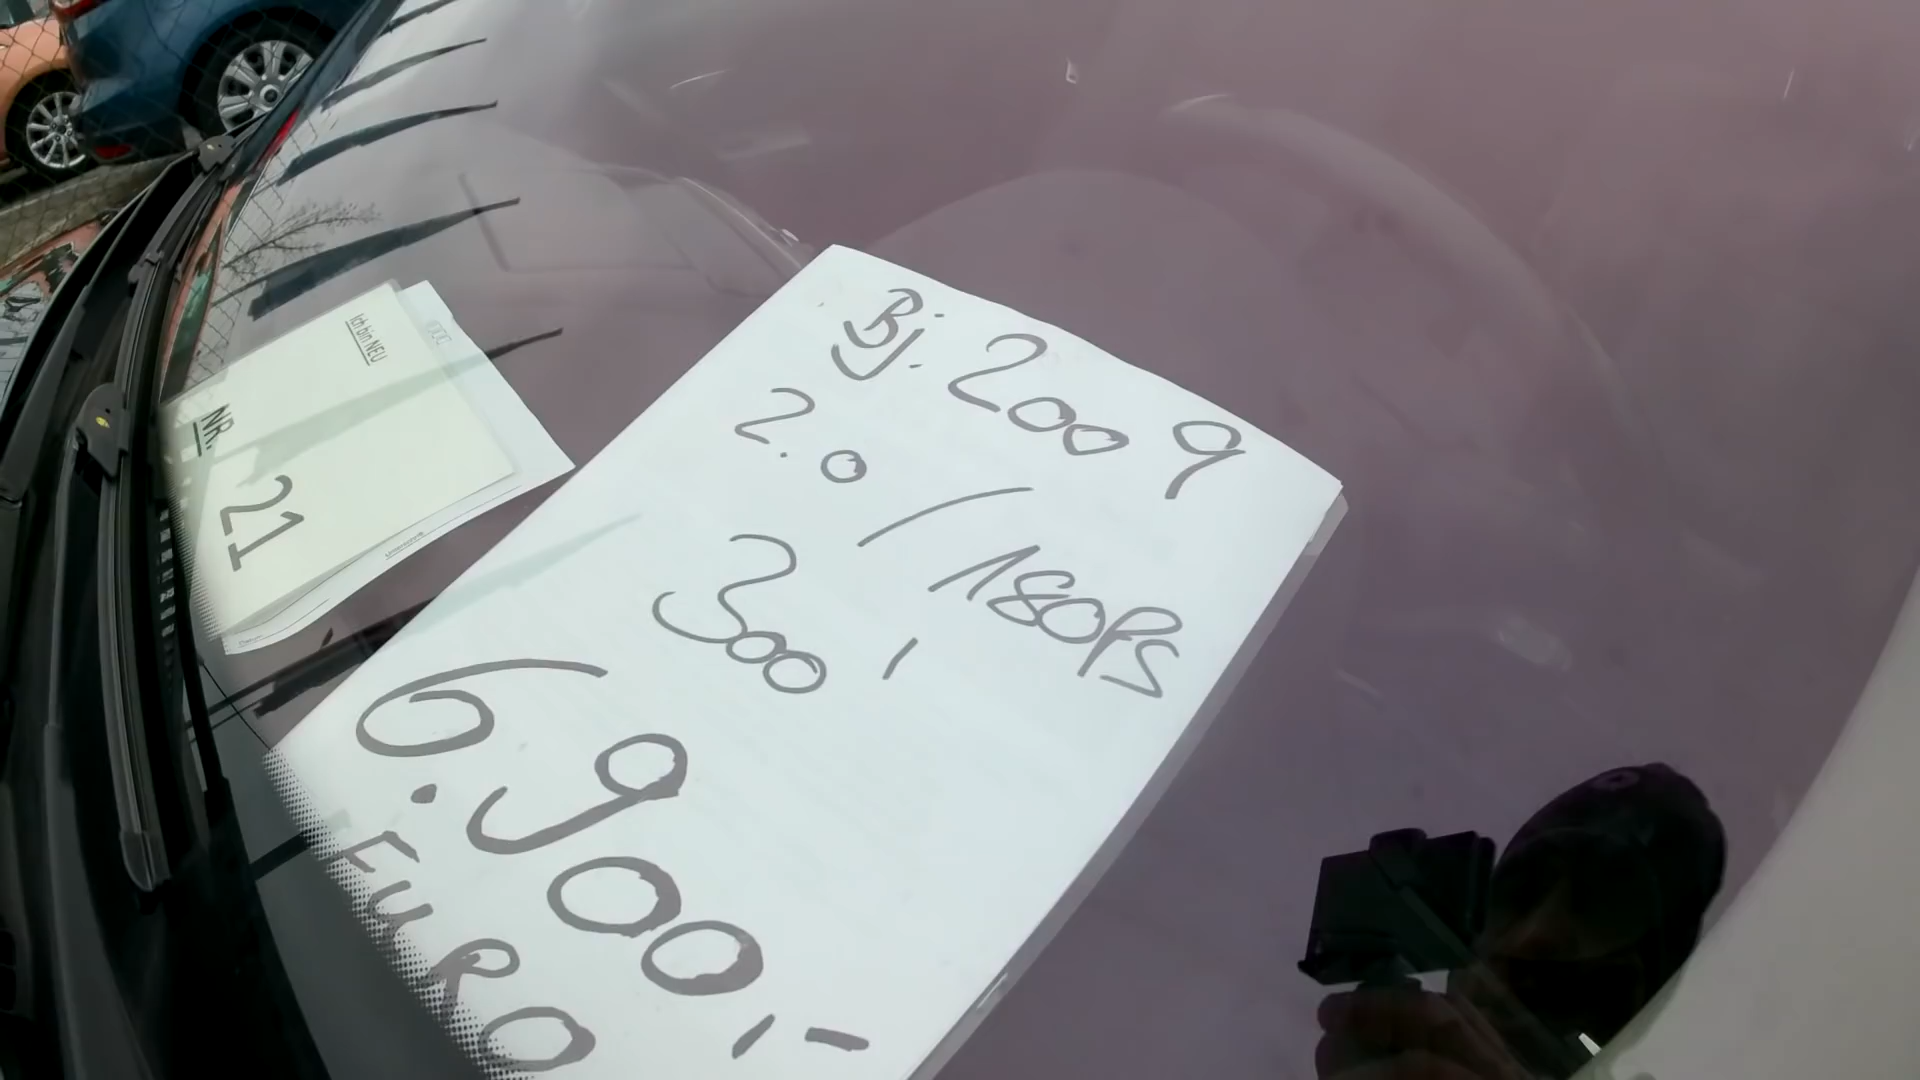 Bj. 2009
2.0 / 180PS
300'
6.900,-
EURO
Ich bin NEU
NR. 21